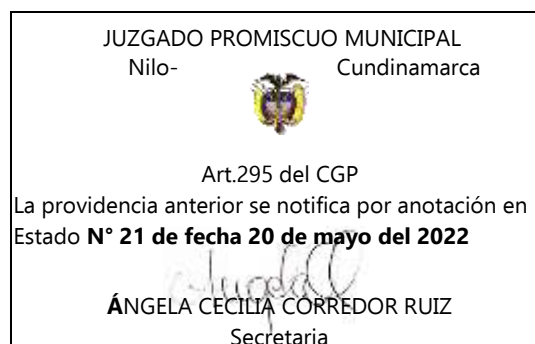 JUZGADO PROMISCUO MUNICIPAL
Nilo- Cundinamarca
Art.295 del CGP
La providencia anterior se notifica por anotación en
Estado N° 21 de fecha 20 de mayo del 2022
ÁNGELA CECILIA CORREDOR RUIZ
Secretaria